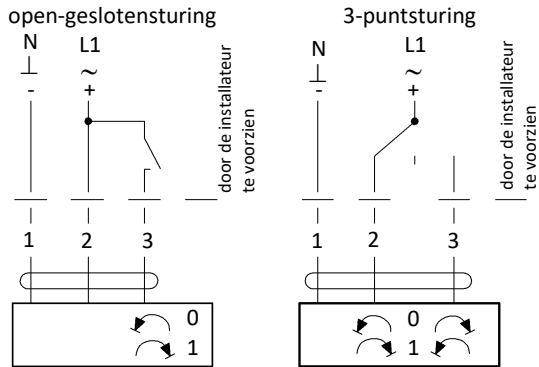 open-geslotensturing
N L1
⊥ ~
- +
door de installateur
te voorzien
1 2 3
0
1
3-puntsturing
N L1
⊥ ~
- +
door de installateur
te voorzien
1 2 3
0
1